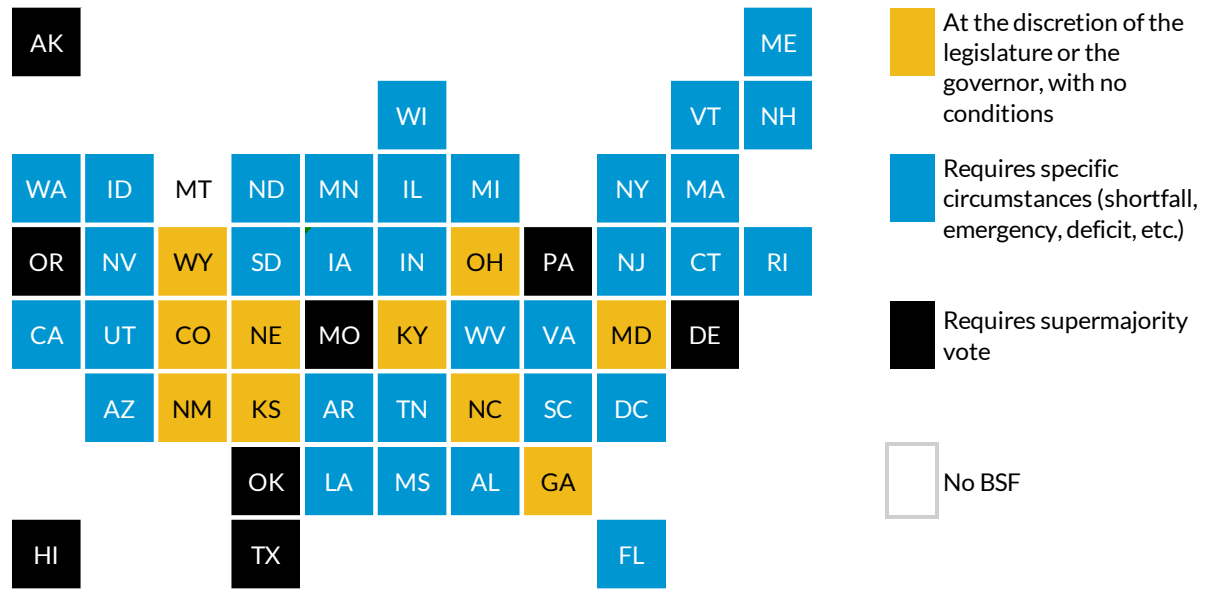 AK
ME
WI
VT
NH
WA
ID
MT
ND
MN
IL
MI
NY
MA
OR
NV
WY
SD
IA
IN
OH
PA
NJ
CT
RI
CA
UT
CO
NE
MO
KY
WV
VA
MD
DE
AZ
NM
KS
AR
TN
NC
SC
DC
OK
LA
MS
AL
GA
HI
TX
FL
At the discretion of the
legislature or the
governor, with no
conditions
Requires specific
circumstances (shortfall,
emergency, deficit, etc.)
Requires supermajority
vote
No BSF